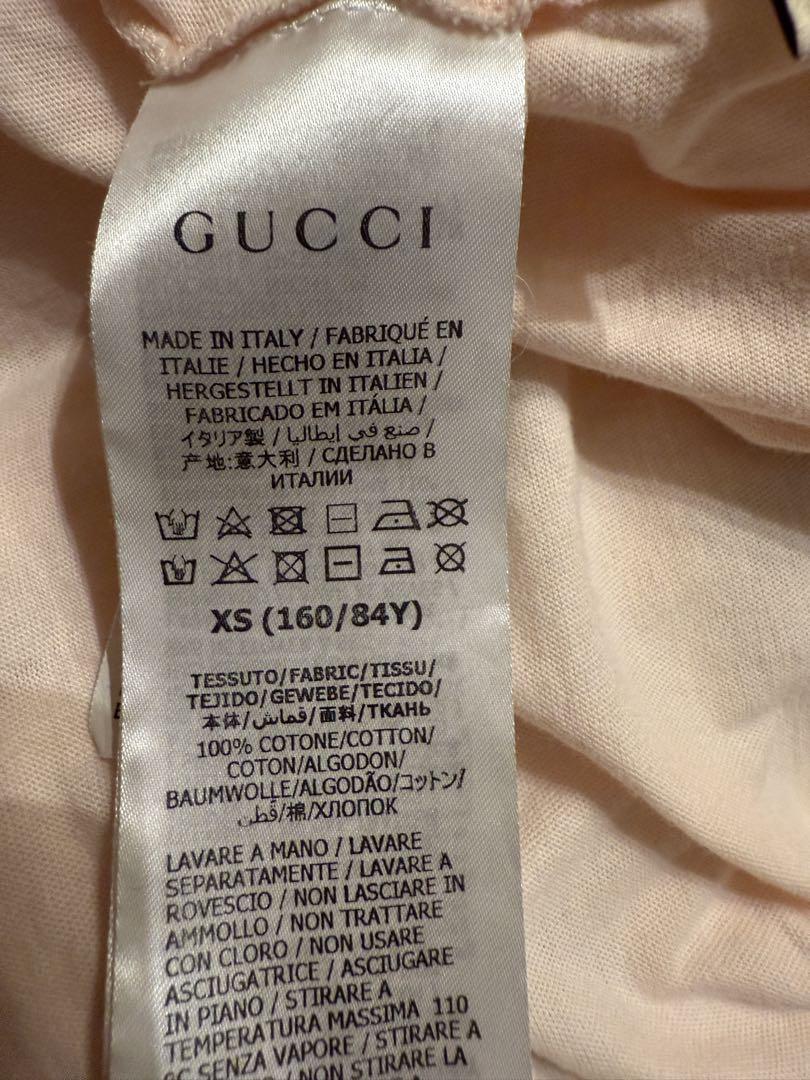 GUCCI
MADE IN ITALY / FABRIQUÉ EN
ITALIE / HECHO EN ITALIA /
HERGESTELLT IN ITALIEN /
FABRICADO EM ITÁLIA /
イタリア製 / صنع في إيطاليا /
产地:意大利 / СДЕЛАНО В
ИТАЛИИ
XS (160/84Y)
TESSUTO/FABRIC/TISSU/
TEJIDO/GEWEBE/TECIDO/
本体/قماش/面料/ТКАНЬ
100% COTONE/COTTON/
COTON/ALGODON/
BAUMWOLLE/ALGODÃO/コットン/
قطن/棉/ХЛОПОК
LAVARE A MANO / LAVARE
SEPARATAMENTE / LAVARE A
ROVESCIO / NON LASCIARE IN
AMMOLLO / NON TRATTARE
CON CLORO / NON USARE
ASCIUGATRICE / ASCIUGARE
IN PIANO / STIRARE A
TEMPERATURA MASSIMA 110
°C SENZA VAPORE / STIRARE A
NON STIRARE LA